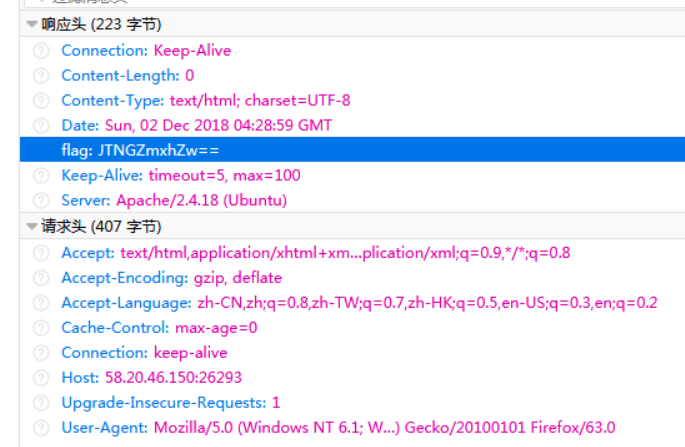 响应头 (223 字节)
Connection: Keep-Alive
Content-Length: 0
Content-Type: text/html; charset=UTF-8
Date: Sun, 02 Dec 2018 04:28:59 GMT
flag: JTNGZmxhZw==
Keep-Alive: timeout=5, max=100
Server: Apache/2.4.18 (Ubuntu)
请求头 (407 字节)
Accept: text/html,application/xhtml+xm...plication/xml;q=0.9,*/*;q=0.8
Accept-Encoding: gzip, deflate
Accept-Language: zh-CN,zh;q=0.8,zh-TW;q=0.7,zh-HK;q=0.5,en-US;q=0.3,en;q=0.2
Cache-Control: max-age=0
Connection: keep-alive
Host: 58.20.46.150:26293
Upgrade-Insecure-Requests: 1
User-Agent: Mozilla/5.0 (Windows NT 6.1; W...) Gecko/20100101 Firefox/63.0